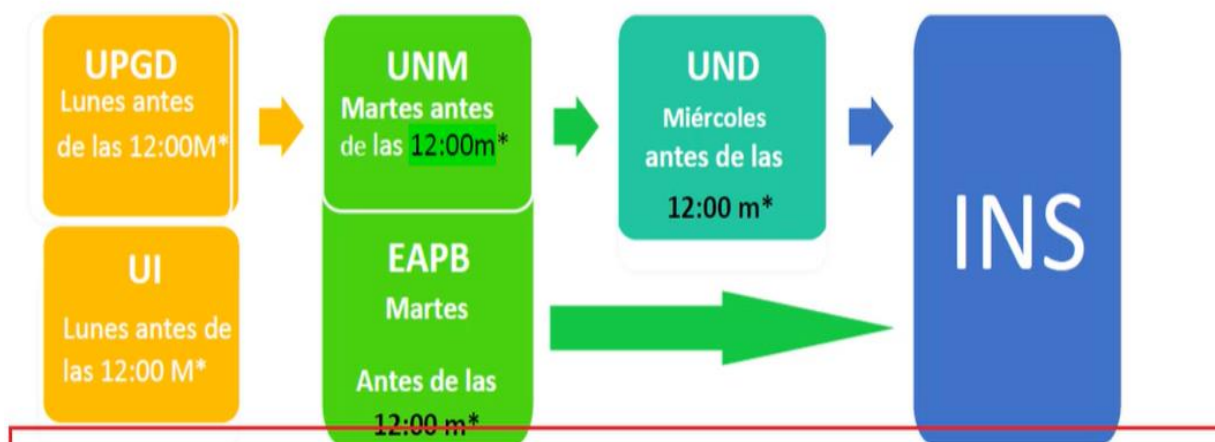 UPGD
Lunes antes
de las 12:00M*
UI
Lunes antes de
las 12:00 M*
UNM
Martes antes
de las 12:00m*
EAPB
Martes
Antes de las
12:00 m*
UND
Miércoles
antes de las
12:00 m*
INS